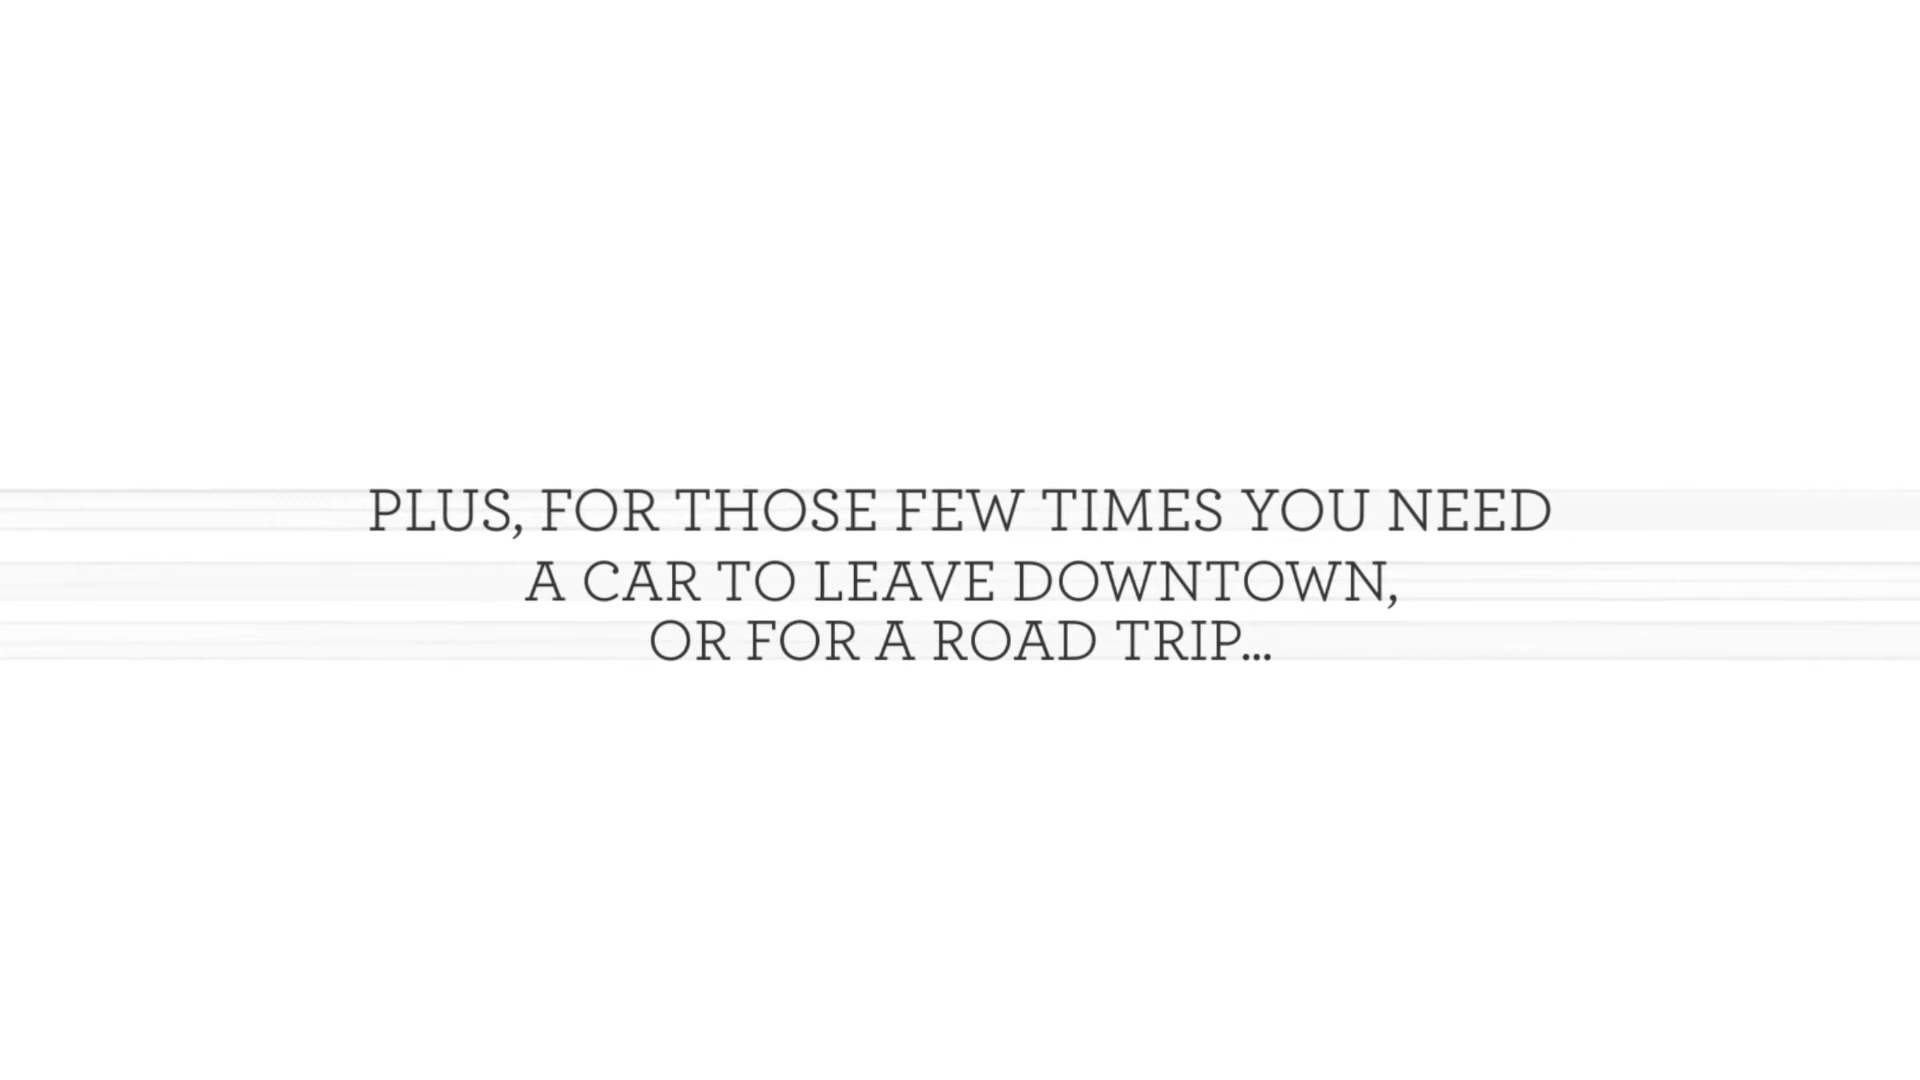 PLUS, FOR THOSE FEW TIMES YOU NEED
A CAR TO LEAVE DOWNTOWN,
OR FOR A ROAD TRIP...